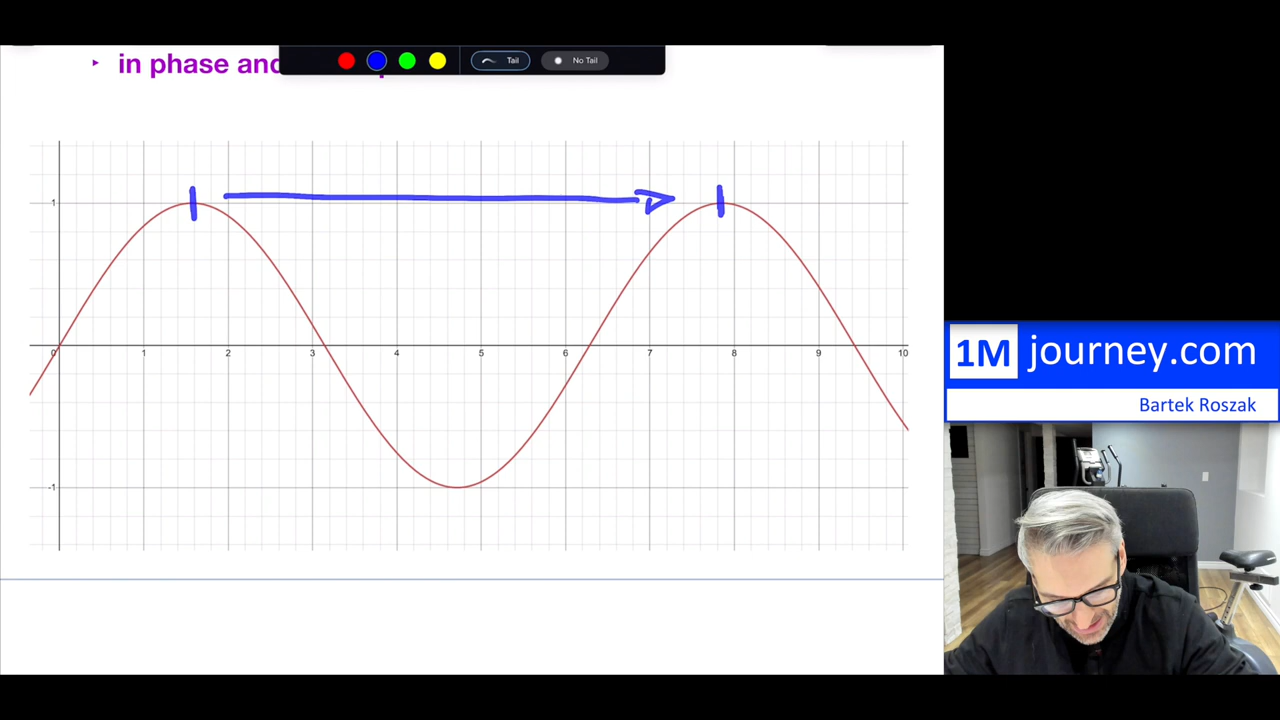 ‣ in phase and
Tail
No Tail
1
0 1 2 3 4 5 6 7 8 9 10
-1
1M journey.com
Bartek Roszak